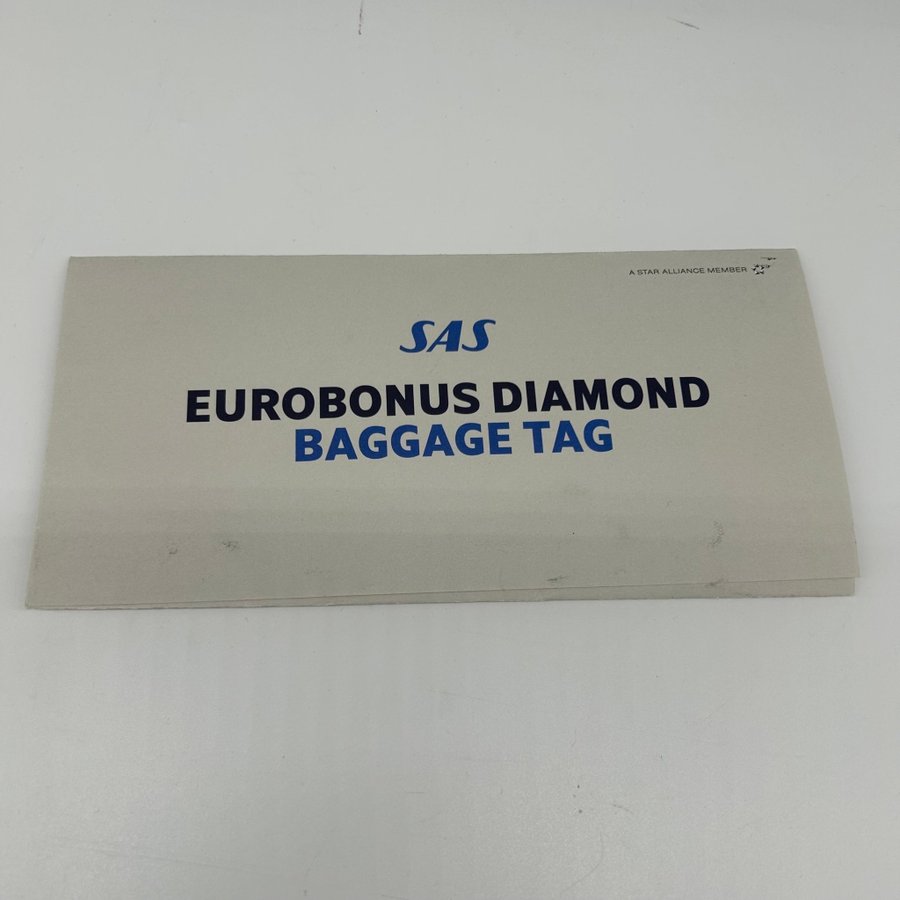 A STAR ALLIANCE MEMBER
SAS
EUROBONUS DIAMOND
BAGGAGE TAG